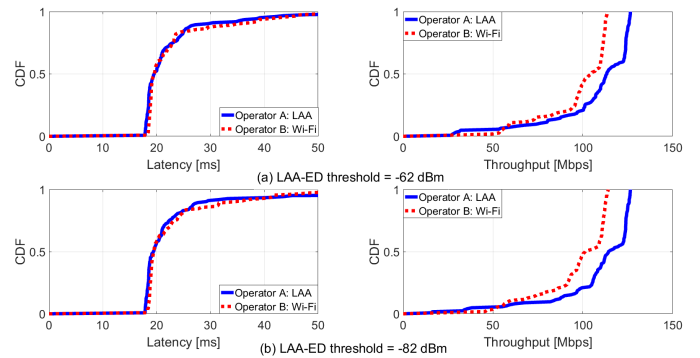 1
0.5
0
CDF
Operator A: LAA
Operator B: Wi-Fi
0 10 20 30 40 50
Latency [ms]
1
0.5
0
CDF
Operator A: LAA
Operator B: Wi-Fi
0 50 100 150
Throughput [Mbps]
(a) LAA-ED threshold = -62 dBm
1
0.5
0
CDF
Operator A: LAA
Operator B: Wi-Fi
0 10 20 30 40 50
Latency [ms]
1
0.5
0
CDF
Operator A: LAA
Operator B: Wi-Fi
0 50 100 150
Throughput [Mbps]
(b) LAA-ED threshold = -82 dBm